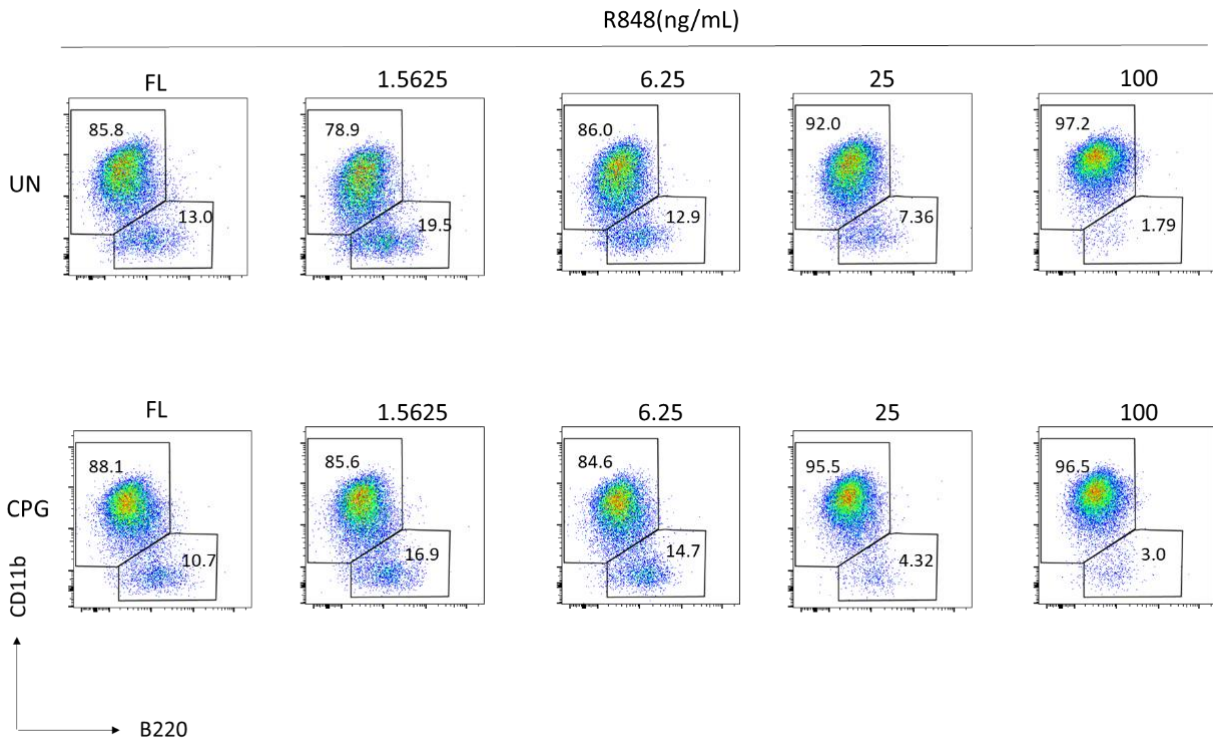 R848(ng/mL)
FL 1.5625 6.25 25 100
UN
85.8 78.9 86.0 92.0 97.2
13.0 19.5 12.9 7.36 1.79
FL 1.5625 6.25 25 100
CPG
88.1 85.6 84.6 95.5 96.5
10.7 16.9 14.7 4.32 3.0
CD11b
B220